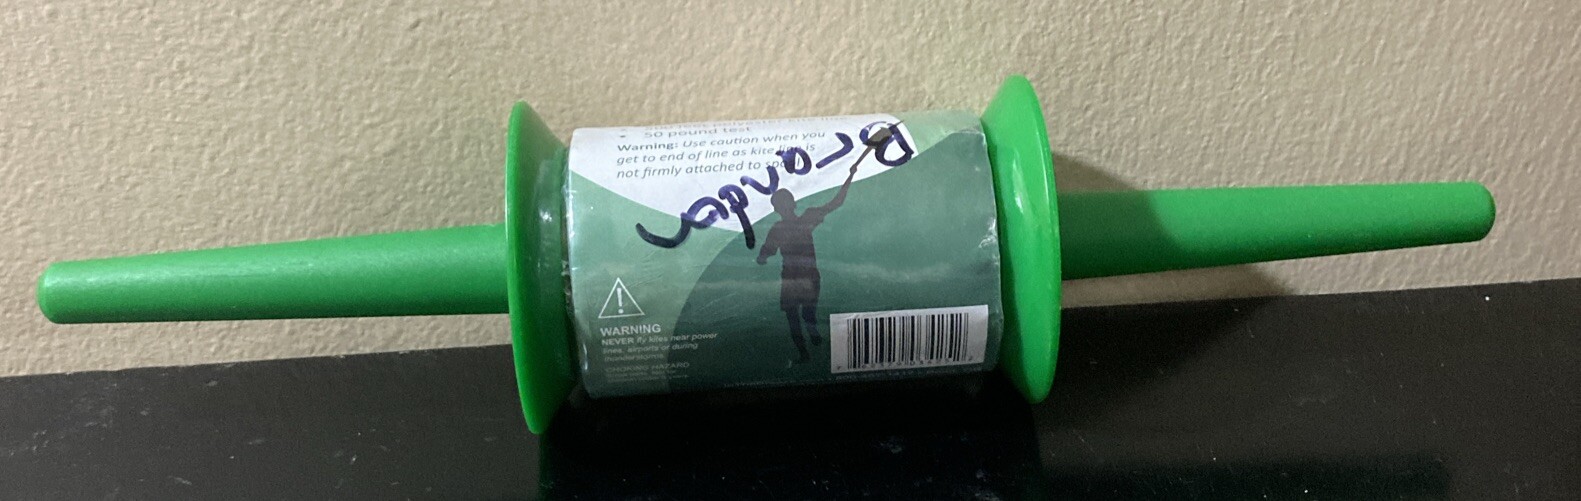 50 pound test
Warning: Use caution when you
get to end of line as kite line is
not firmly attached to spool
Brandon
WARNING
NEVER fly kites near power
lines, airports or during
thunderstorms
CHOKING HAZARD